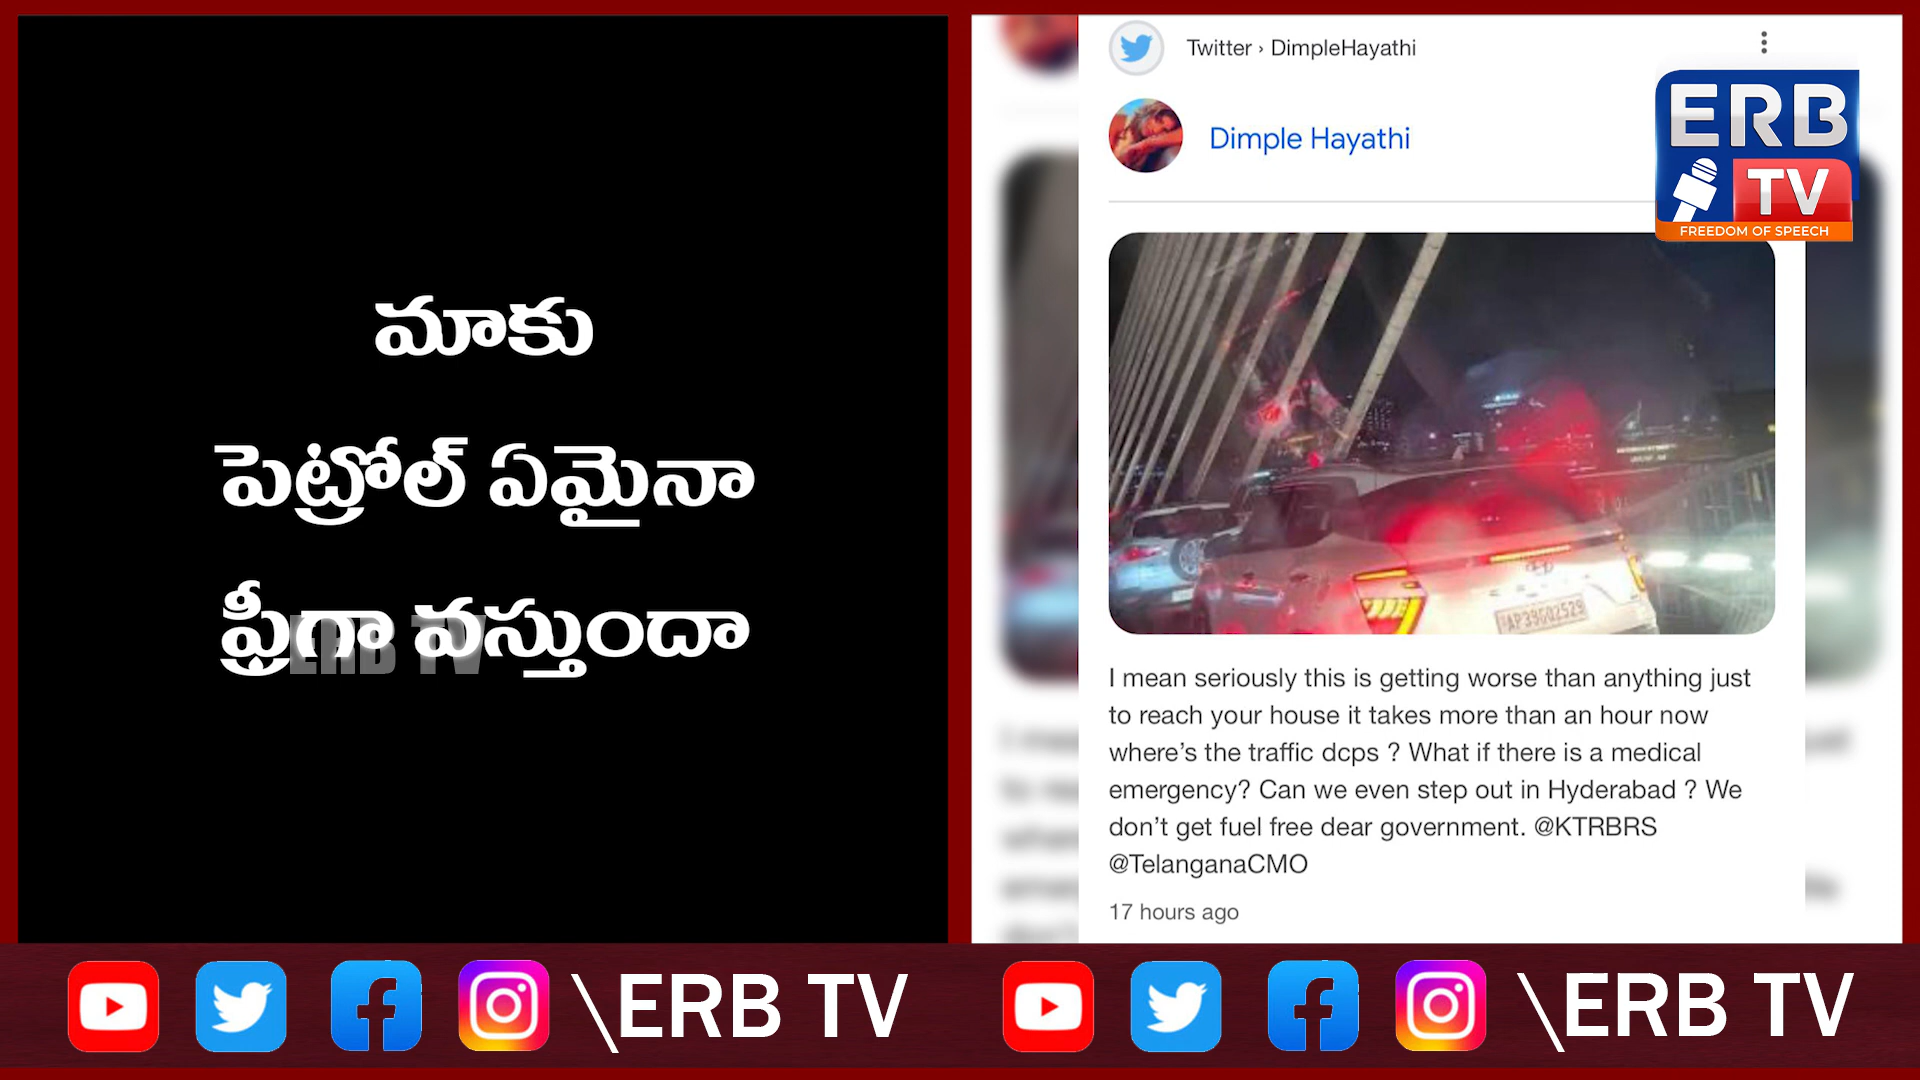 మాకు
పెట్రోల్ ఏమైనా
ఫ్రీగా వస్తుందా
ERB TV
Twitter › DimpleHayathi
Dimple Hayathi
ERB
TV
FREEDOM OF SPEECH
AP39GQ2529
I mean seriously this is getting worse than anything just
to reach your house it takes more than an hour now
where’s the traffic dcps ? What if there is a medical
emergency? Can we even step out in Hyderabad ? We
don’t get fuel free dear government. @KTRBRS
@TelanganaCMO
17 hours ago
\ERB TV
\ERB TV